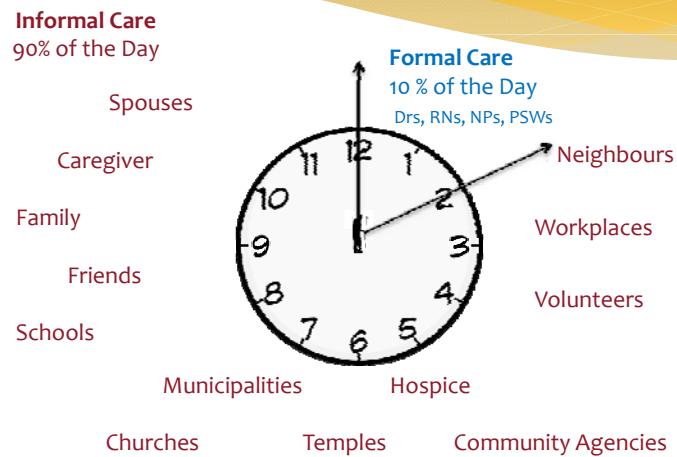 Informal Care
90% of the Day
Formal Care
10 % of the Day
Drs, RNs, NPs, PSWs
Spouses
Caregiver
Family
Friends
Schools
Neighbours
Workplaces
Volunteers
12
1
2
3
4
5
6
7
8
9
10
11
Municipalities
Hospice
Churches
Temples
Community Agencies